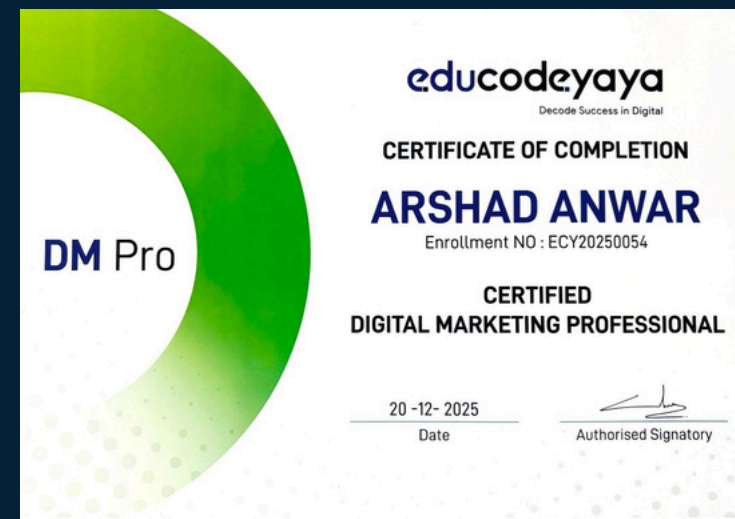 educodeyaya
Decode Success in Digital
CERTIFICATE OF COMPLETION
ARSHAD ANWAR
Enrollment NO : ECY20250054
DM Pro
CERTIFIED
DIGITAL MARKETING PROFESSIONAL
20 -12- 2025
Date
Authorised Signatory